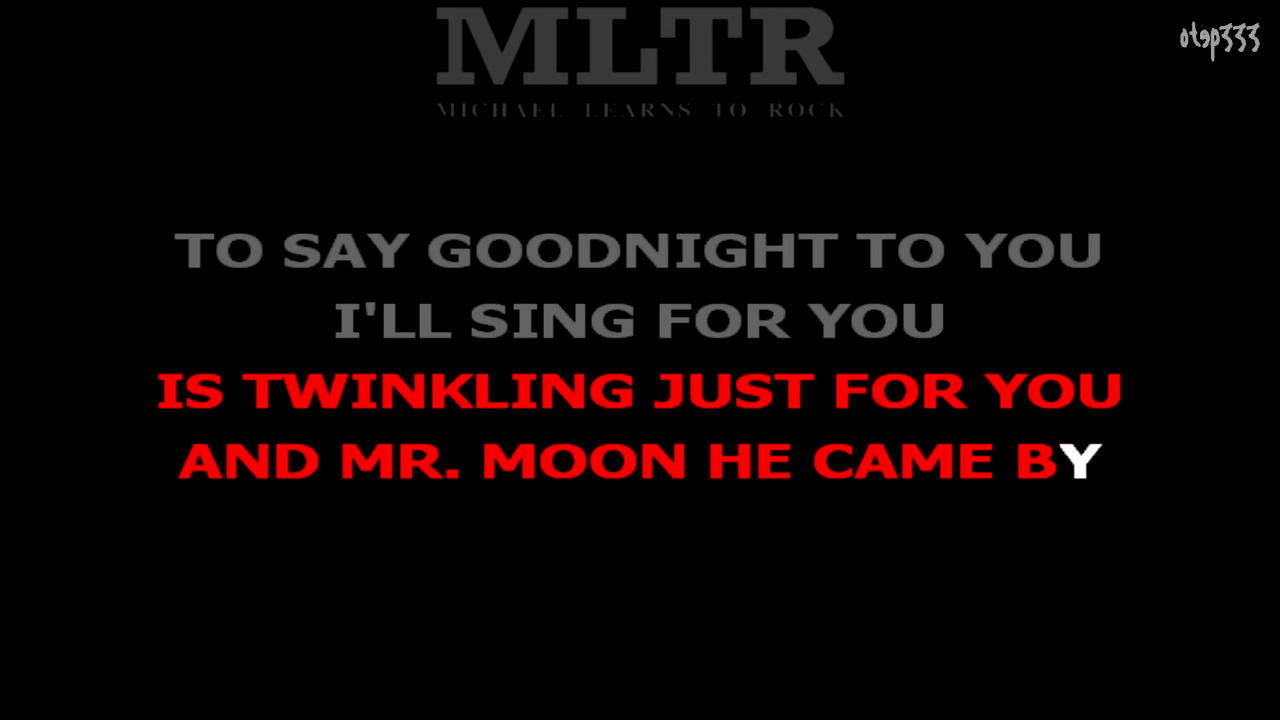 MLTR
MICHAEL LEARNS TO ROCK
otep333
TO SAY GOODNIGHT TO YOU
I'LL SING FOR YOU
IS TWINKLING JUST FOR YOU
AND MR. MOON HE CAME BY